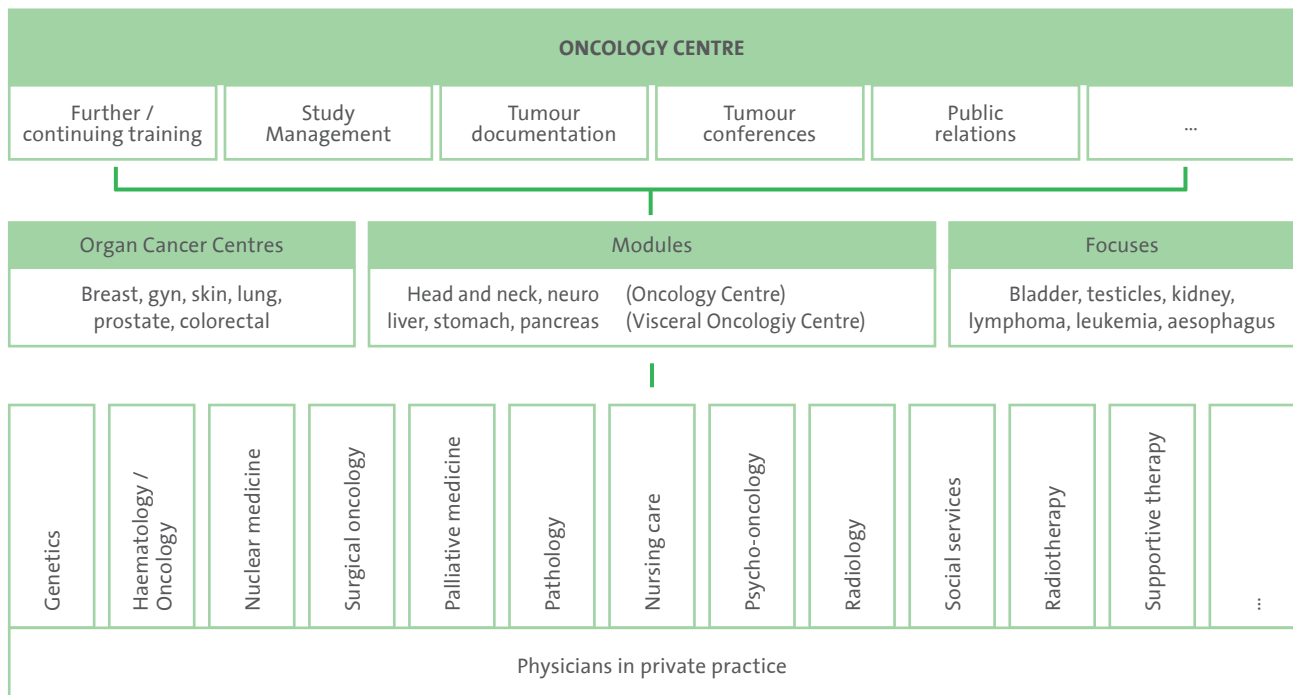 ONCOLOGY CENTRE
Further /
continuing training
Study
Management
Tumour
documentation
Tumour
conferences
Public
relations
...
Organ Cancer Centres
Breast, gyn, skin, lung,
prostate, colorectal
Modules
Head and neck, neuro (Oncology Centre)
liver, stomach, pancreas (Visceral Oncologiy Centre)
Focuses
Bladder, testicles, kidney,
lymphoma, leukemia, aesophagus
Genetics
Haematology /
Oncology
Nuclear medicine
Surgical oncology
Palliative medicine
Pathology
Nursing care
Psycho-oncology
Radiology
Social services
Radiotherapy
Supportive therapy
...
Physicians in private practice